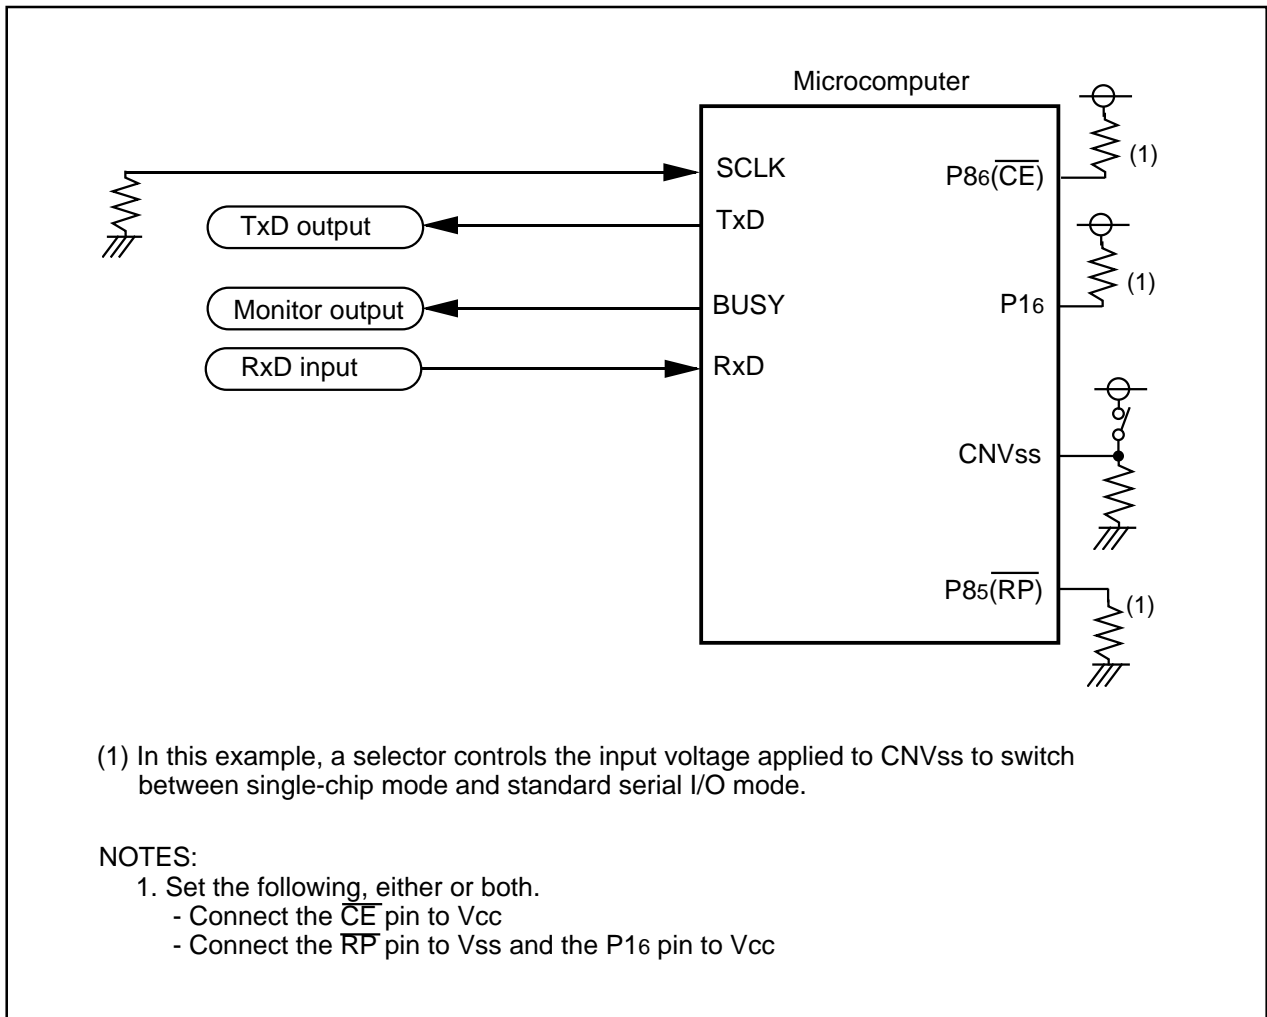 Microcomputer
SCLK
P86(CE)
(1)
TxD output
TxD
Monitor output
BUSY
P16
(1)
RxD input
RxD
CNVss
P85(RP)
(1)
(1) In this example, a selector controls the input voltage applied to CNVss to switch
between single-chip mode and standard serial I/O mode.
NOTES:
1. Set the following, either or both.
- Connect the CE pin to Vcc
- Connect the RP pin to Vss and the P16 pin to Vcc